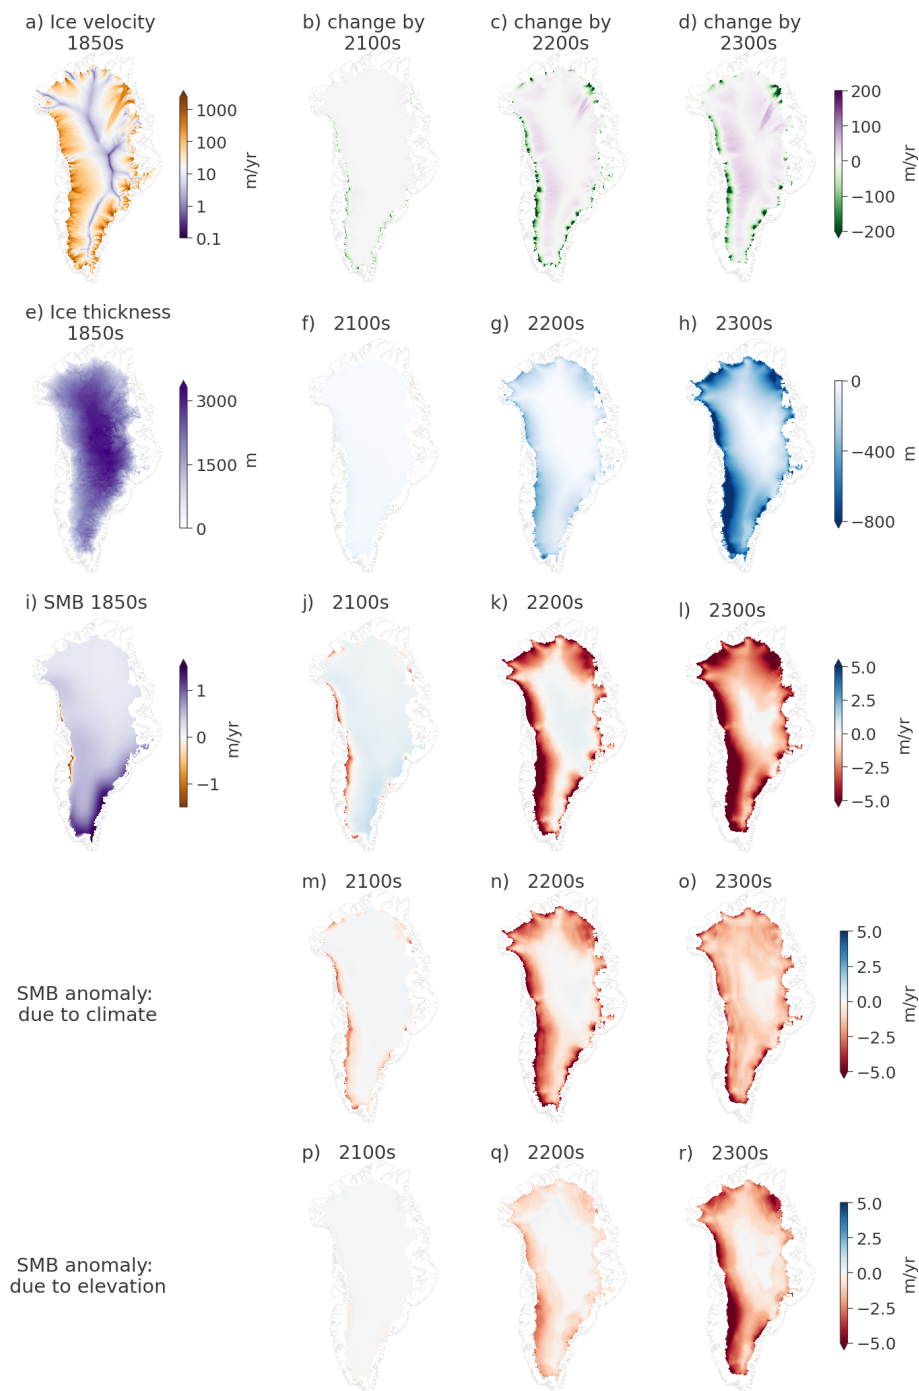 a) Ice velocity
1850s
b) change by
2100s
c) change by
2200s
d) change by
2300s
1000
100
10
1
0.1
m/yr
200
100
0
−100
−200
m/yr
e) Ice thickness
1850s
f) 2100s
g) 2200s
h) 2300s
3000
1500
0
m
0
−400
−800
m
i) SMB 1850s
j) 2100s
k) 2200s
l) 2300s
1
0
−1
m/yr
5.0
2.5
0.0
−2.5
−5.0
m/yr
m) 2100s
n) 2200s
o) 2300s
SMB anomaly:
due to climate
5.0
2.5
0.0
−2.5
−5.0
m/yr
p) 2100s
q) 2200s
r) 2300s
SMB anomaly:
due to elevation
5.0
2.5
0.0
−2.5
−5.0
m/yr